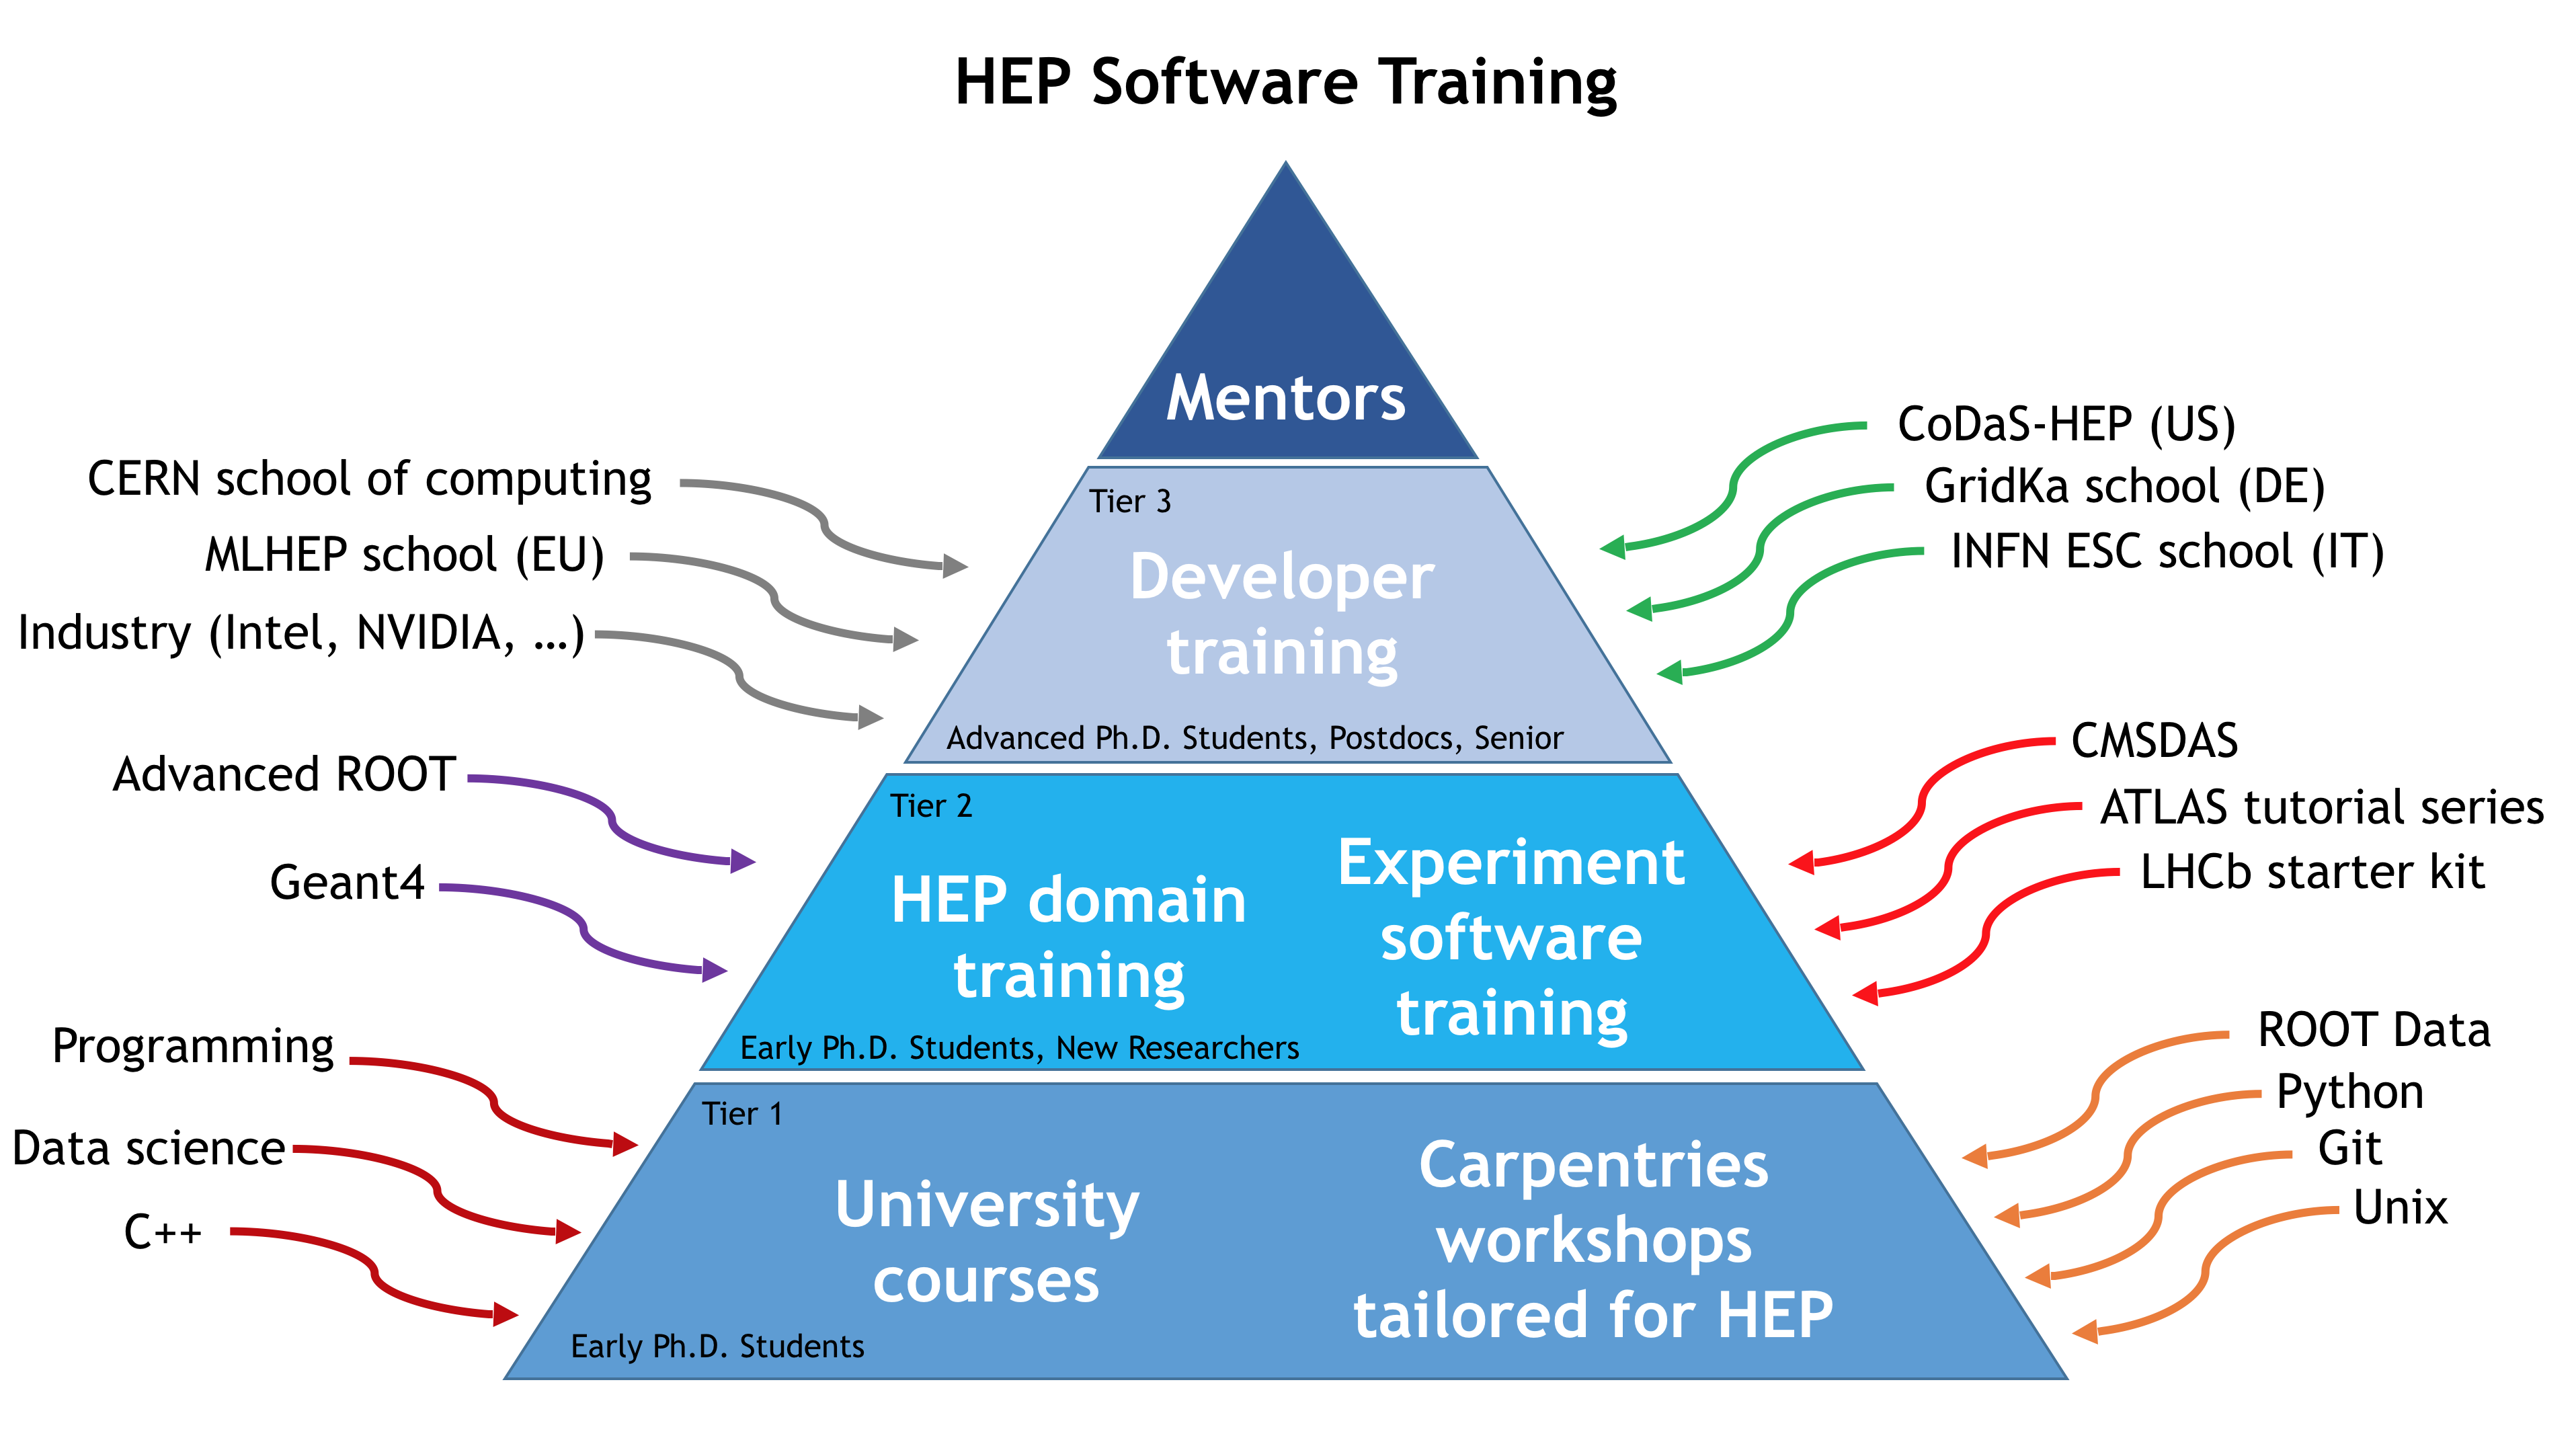 HEP Software Training
Mentors
CERN school of computing
MLHEP school (EU)
Industry (Intel, NVIDIA, …)
Tier 3
Developer
training
Advanced Ph.D. Students, Postdocs, Senior
CoDaS-HEP (US)
GridKa school (DE)
INFN ESC school (IT)
Advanced ROOT
Geant4
Tier 2
HEP domain
training
Experiment
software
training
Early Ph.D. Students, New Researchers
CMSDAS
ATLAS tutorial series
LHCb starter kit
Programming
Data science
C++
Tier 1
University
courses
Carpentries
workshops
tailored for HEP
Early Ph.D. Students
ROOT Data
Python
Git
Unix